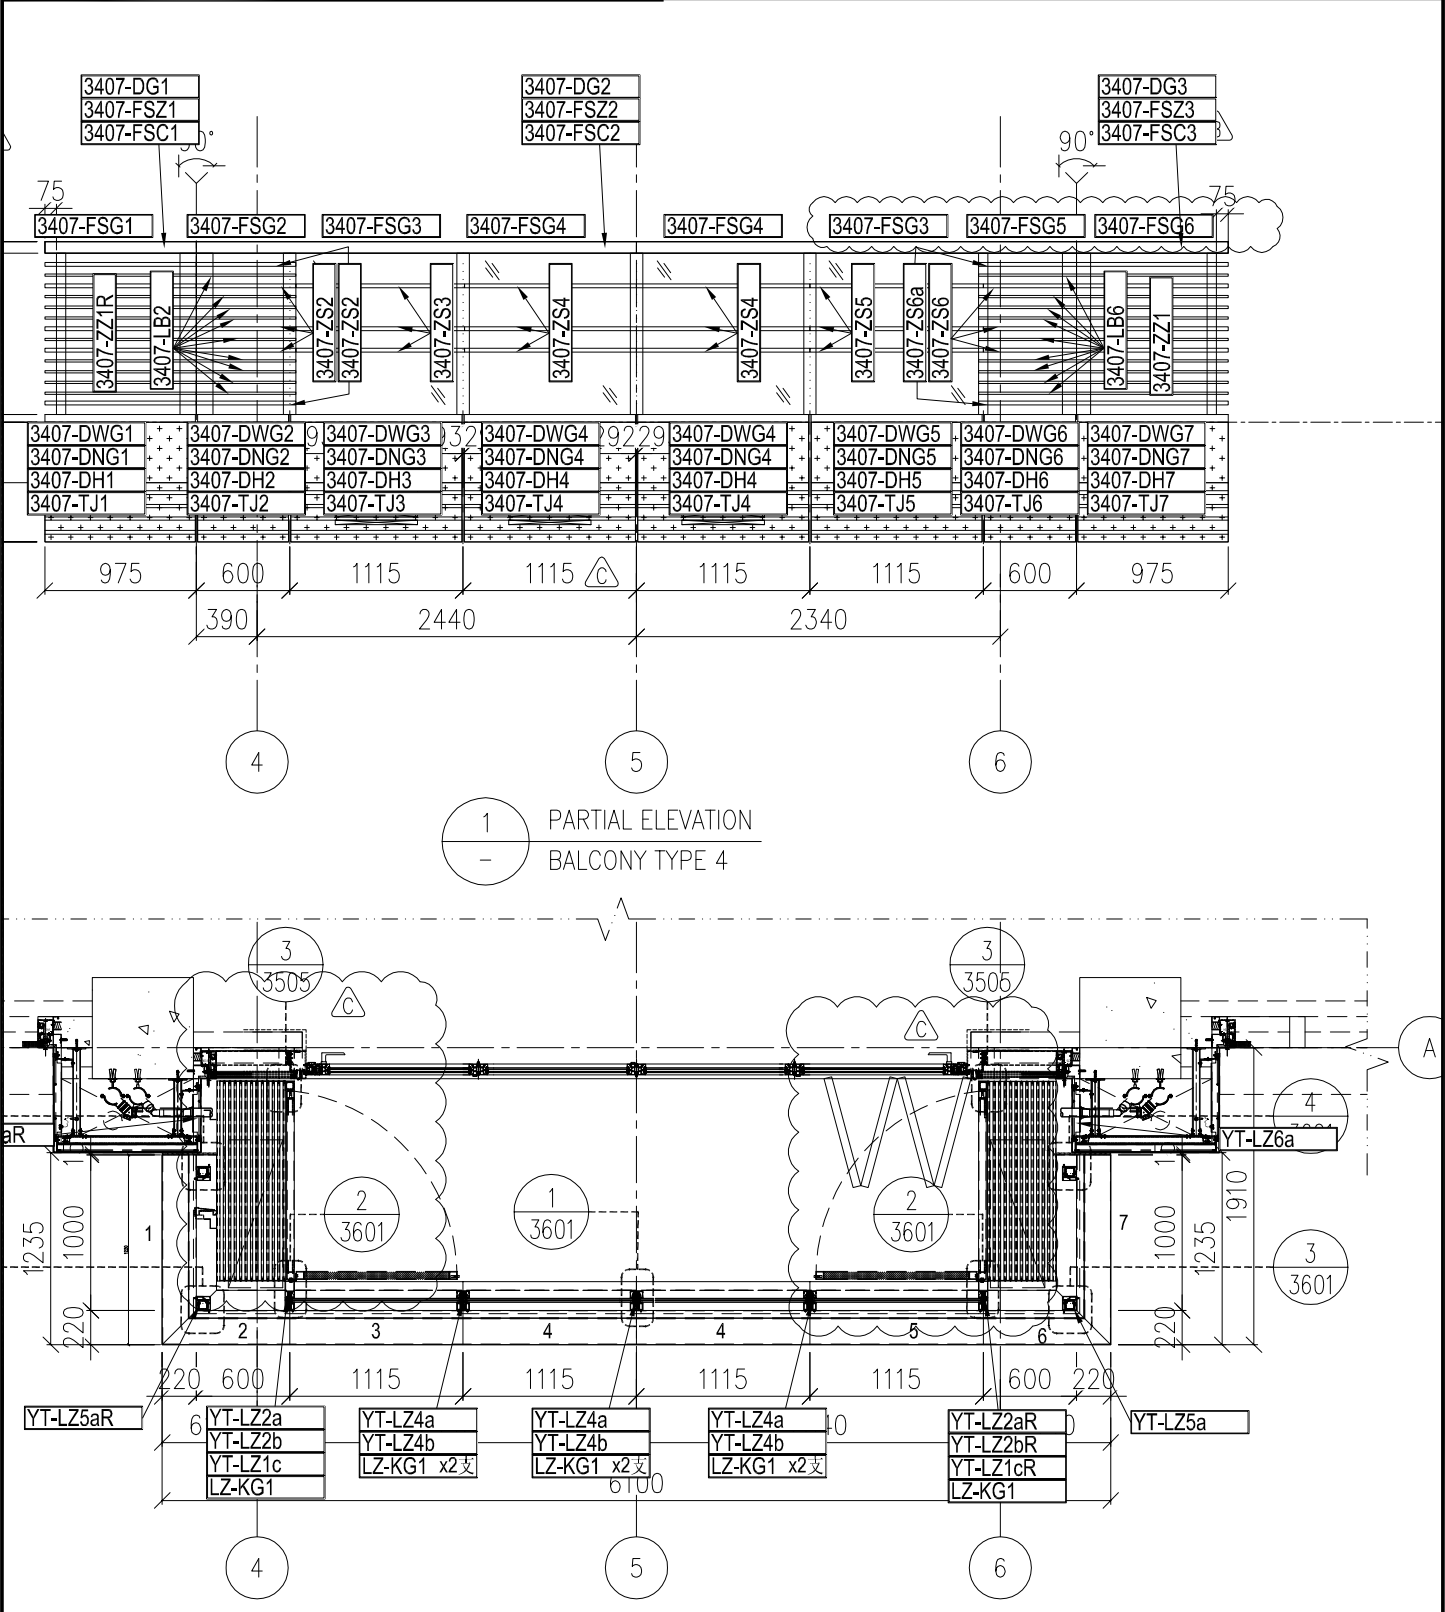 3407-DG1
3407-FSZ1
3407-FSC1
3407-DG2
3407-FSZ2
3407-FSC2
3407-DG3
3407-FSZ3
3407-FSC3
90°
90°
75
75
3407-FSG1
3407-FSG2
3407-FSG3
3407-FSG4
3407-FSG4
3407-FSG3
3407-FSG5
3407-FSG6
3407-ZZ1R
3407-LB2
3407-ZS2
3407-ZS2
3407-ZS3
3407-ZS4
3407-ZS4
3407-ZS5
3407-ZS6a
3407-ZS6
3407-LB6
3407-ZZ1
3407-DWG1
3407-DNG1
3407-DH1
3407-TJ1
3407-DWG2
3407-DNG2
3407-DH2
3407-TJ2
3407-DWG3
3407-DNG3
3407-DH3
3407-TJ3
3407-DWG4
3407-DNG4
3407-DH4
3407-TJ4
3407-DWG4
3407-DNG4
3407-DH4
3407-TJ4
3407-DWG5
3407-DNG5
3407-DH5
3407-TJ5
3407-DWG6
3407-DNG6
3407-DH6
3407-TJ6
3407-DWG7
3407-DNG7
3407-DH7
3407-TJ7
975 600 1115 1115 C 1115 1115 600 975
390 2440 2340
4 5 6
1 PARTIAL ELEVATION
- BALCONY TYPE 4
3
3505
3
3506
C
C
A
4
aR
YT-LZ6a
2
3601
1
3601
2
3601
3
3601
1235
1000
220
1910
1235
1000
220
1
7
2 3 4 4 5 6
220 600 1115 1115 1115 1115 600 220
YT-LZ5aR
YT-LZ2a
YT-LZ2b
YT-LZ1c
LZ-KG1
YT-LZ4a
YT-LZ4b
LZ-KG1 x2支
YT-LZ4a
YT-LZ4b
LZ-KG1 x2支
YT-LZ4a
YT-LZ4b
LZ-KG1 x2支
YT-LZ2aR
YT-LZ2bR
YT-LZ1cR
LZ-KG1
YT-LZ5a
6100
4 5 6